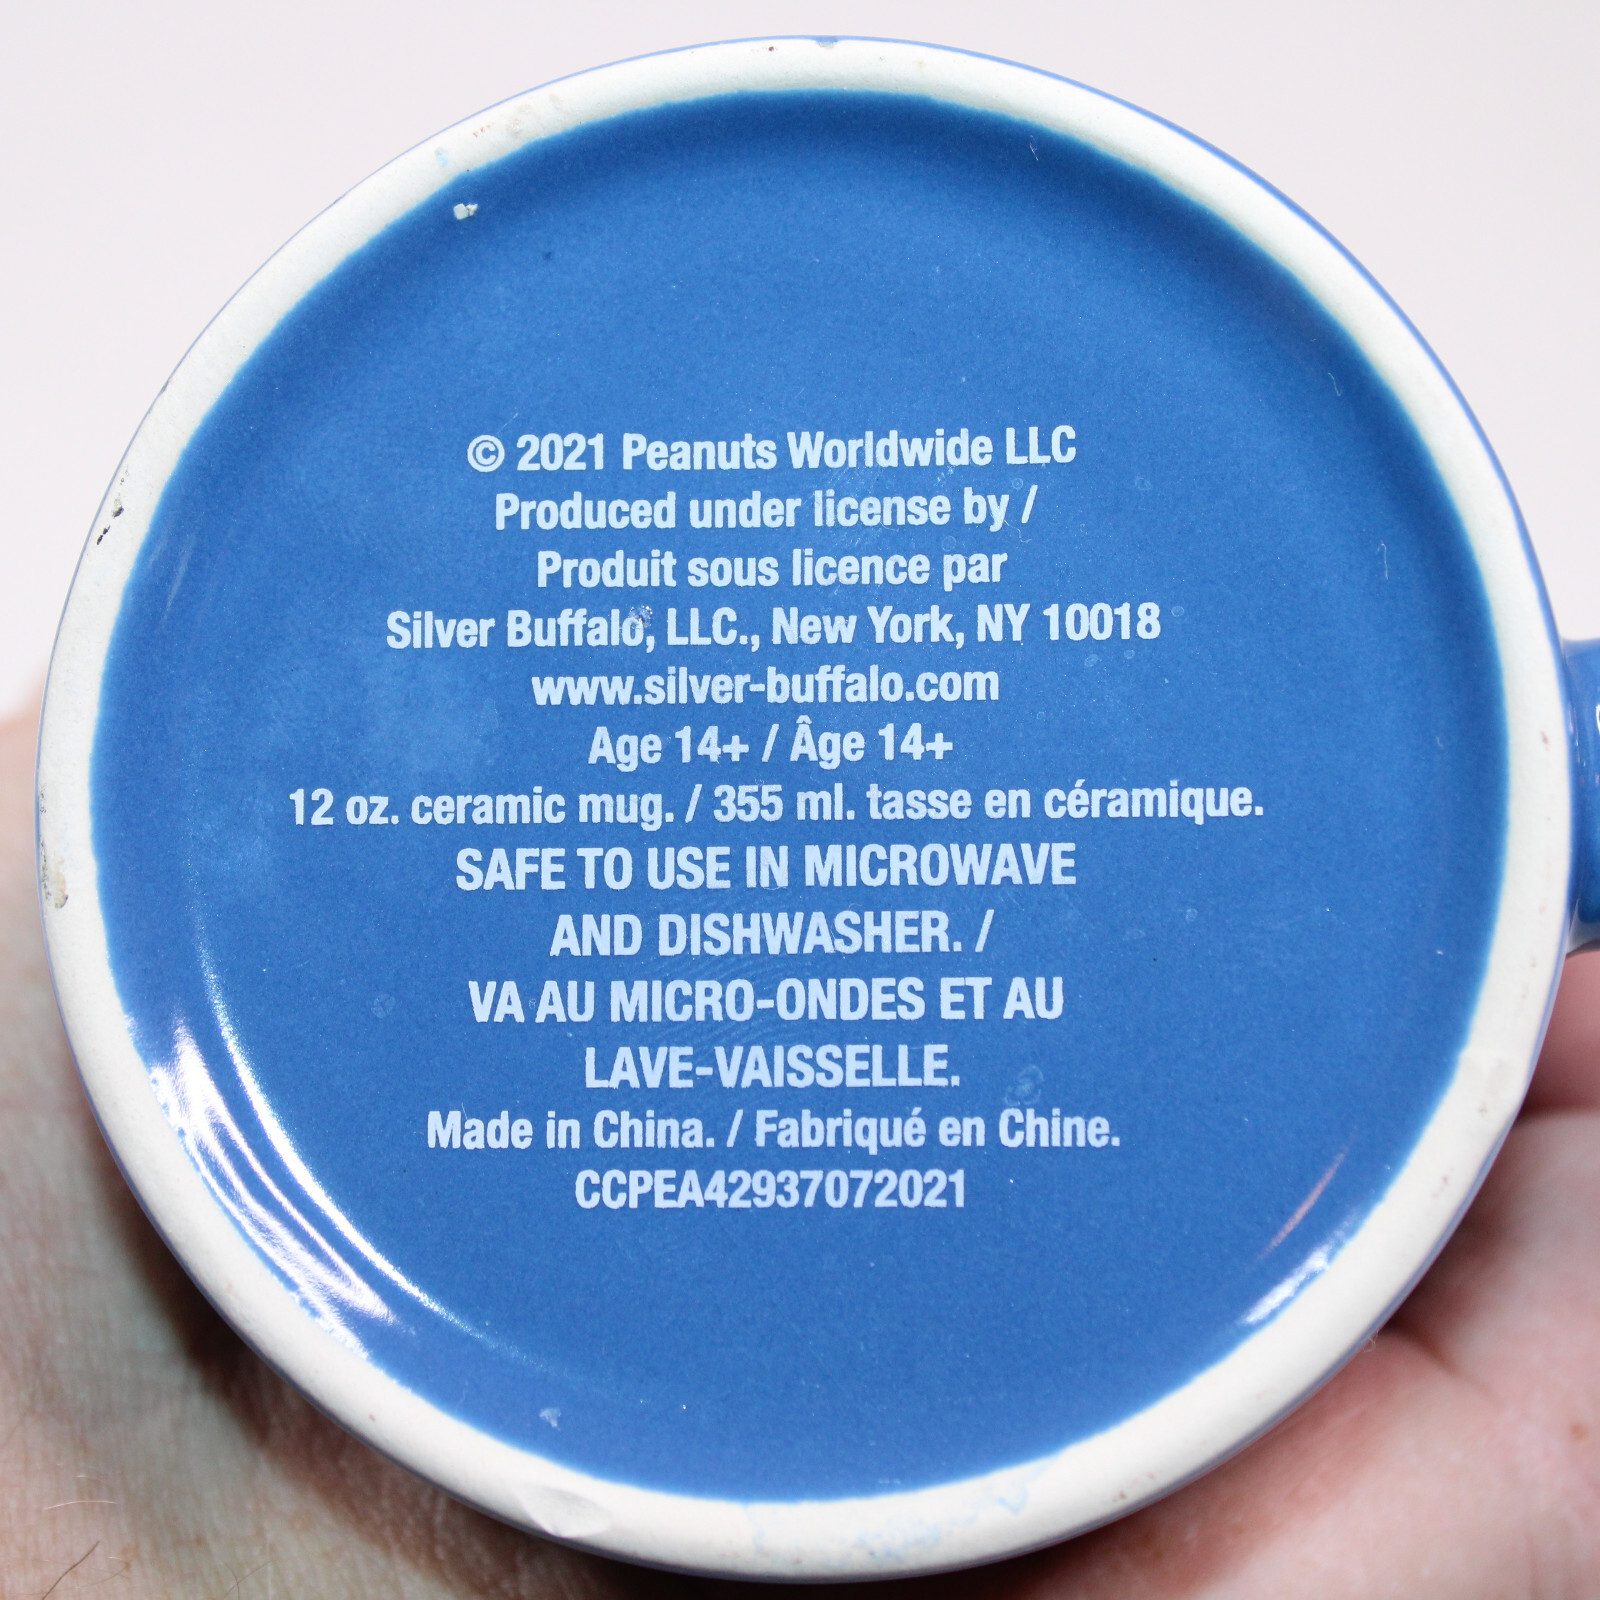 © 2021 Peanuts Worldwide LLC
Produced under license by /
Produit sous licence par
Silver Buffalo, LLC., New York, NY 10018
www.silver-buffalo.com
Age 14+ / Âge 14+
12 oz. ceramic mug. / 355 ml. tasse en céramique.
SAFE TO USE IN MICROWAVE
AND DISHWASHER. /
VA AU MICRO-ONDES ET AU
LAVE-VAISSELLE.
Made in China. / Fabriqué en Chine.
CCPEA42937072021